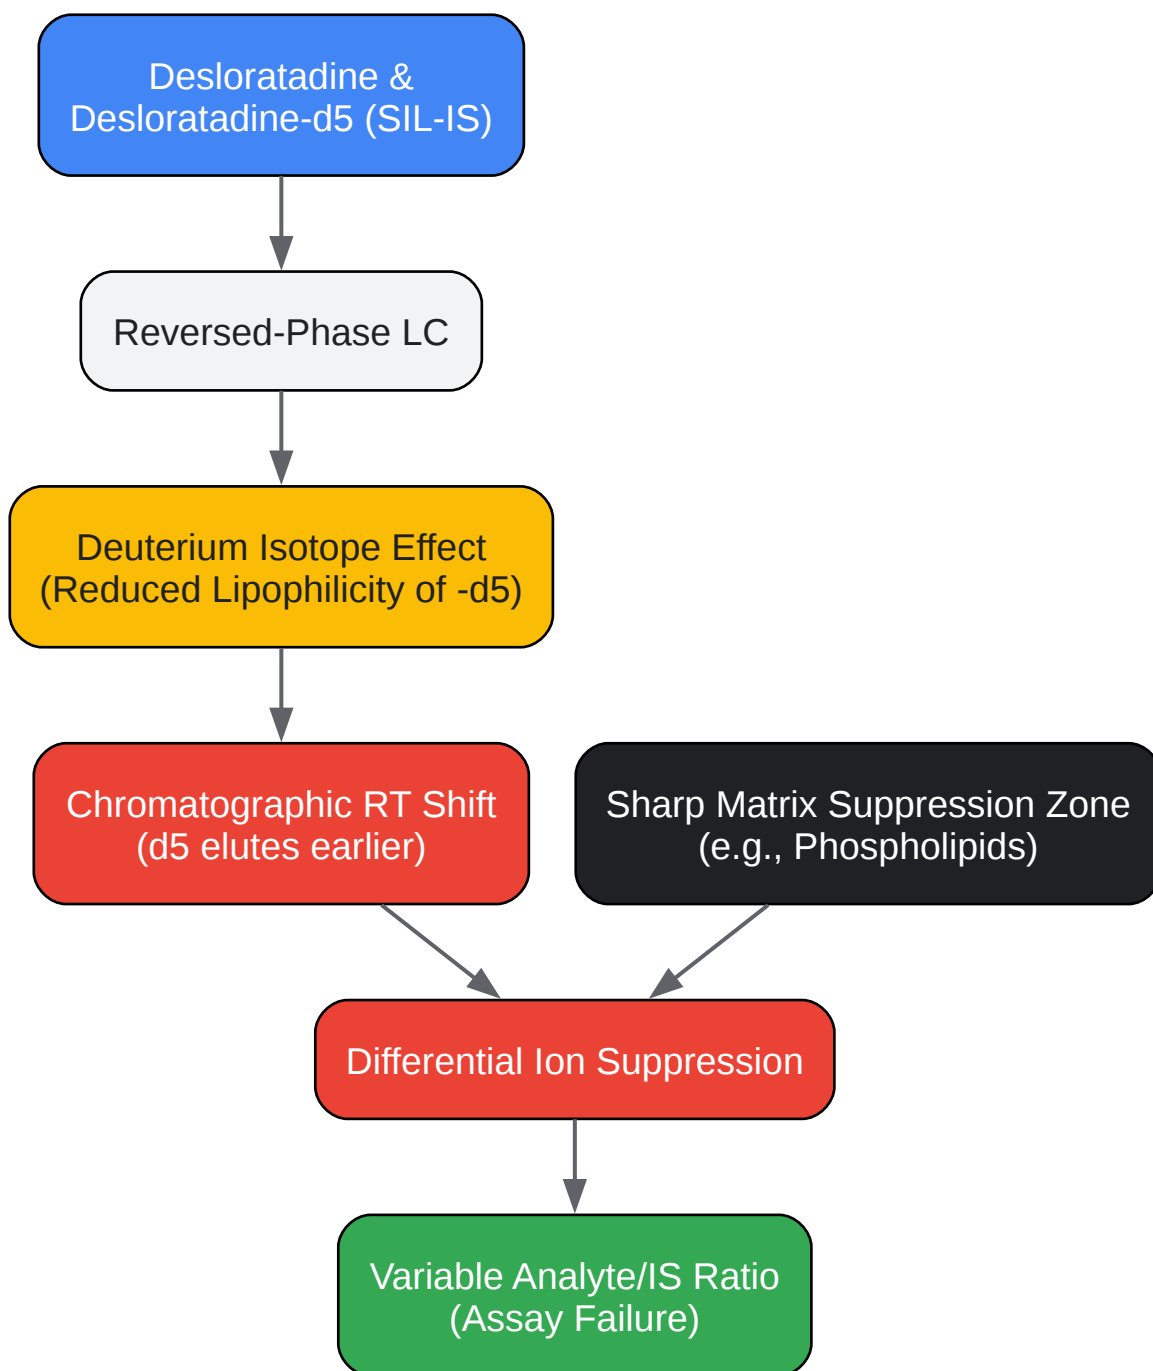 Desloratadine &
Desloratadine-d5 (SIL-IS)
Reversed-Phase LC
Deuterium Isotope Effect
(Reduced Lipophilicity of -d5)
Chromatographic RT Shift
(d5 elutes earlier)
Sharp Matrix Suppression Zone
(e.g., Phospholipids)
Differential Ion Suppression
Variable Analyte/IS Ratio
(Assay Failure)